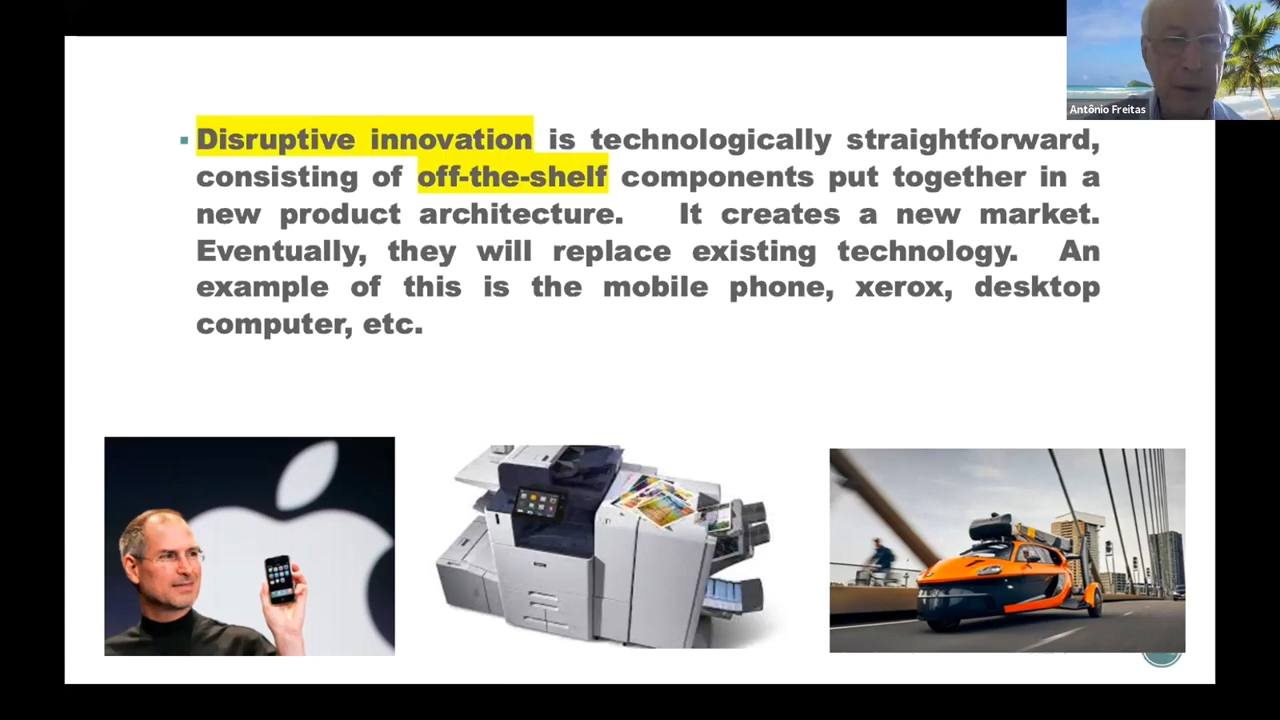 Antônio Freitas
Disruptive innovation is technologically straightforward,
consisting of off-the-shelf components put together in a
new product architecture. It creates a new market.
Eventually, they will replace existing technology. An
example of this is the mobile phone, xerox, desktop
computer, etc.